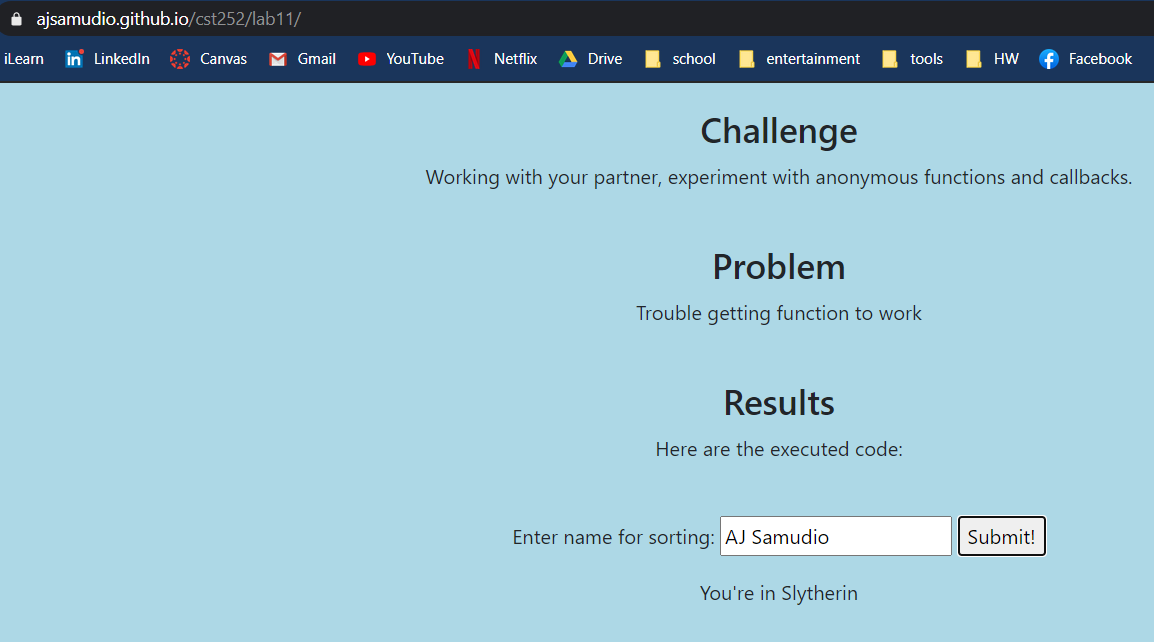 ajsamudio.github.io/cst252/lab11/
iLearn LinkedIn Canvas Gmail YouTube Netflix Drive school entertainment tools HW Facebook
Challenge
Working with your partner, experiment with anonymous functions and callbacks.
Problem
Trouble getting function to work
Results
Here are the executed code:
Enter name for sorting: AJ Samudio Submit!
You're in Slytherin